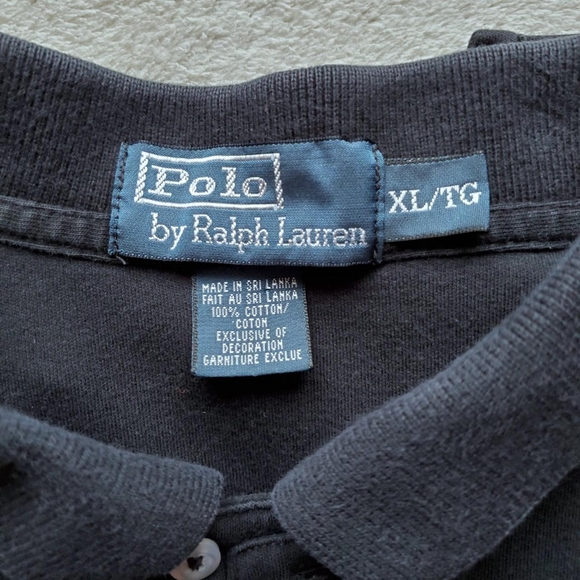 Polo
by Ralph Lauren
XL/TG
MADE IN SRI LANKA
FAIT AU SRI LANKA
100% COTTON/
COTON
EXCLUSIVE OF
DECORATION
GARNITURE EXCLUE